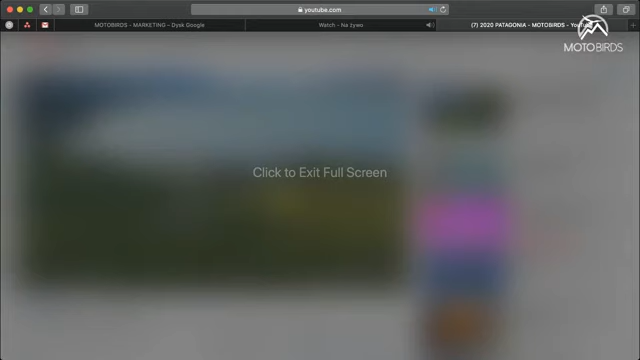 youtube.com
MOTOBIRDS - MARKETING – Dysk Google
Watch – Na żywo
(7) 2020 PATAGONIA - MOTOBIRDS - YouTu
MOTOBIRDS
Click to Exit Full Screen